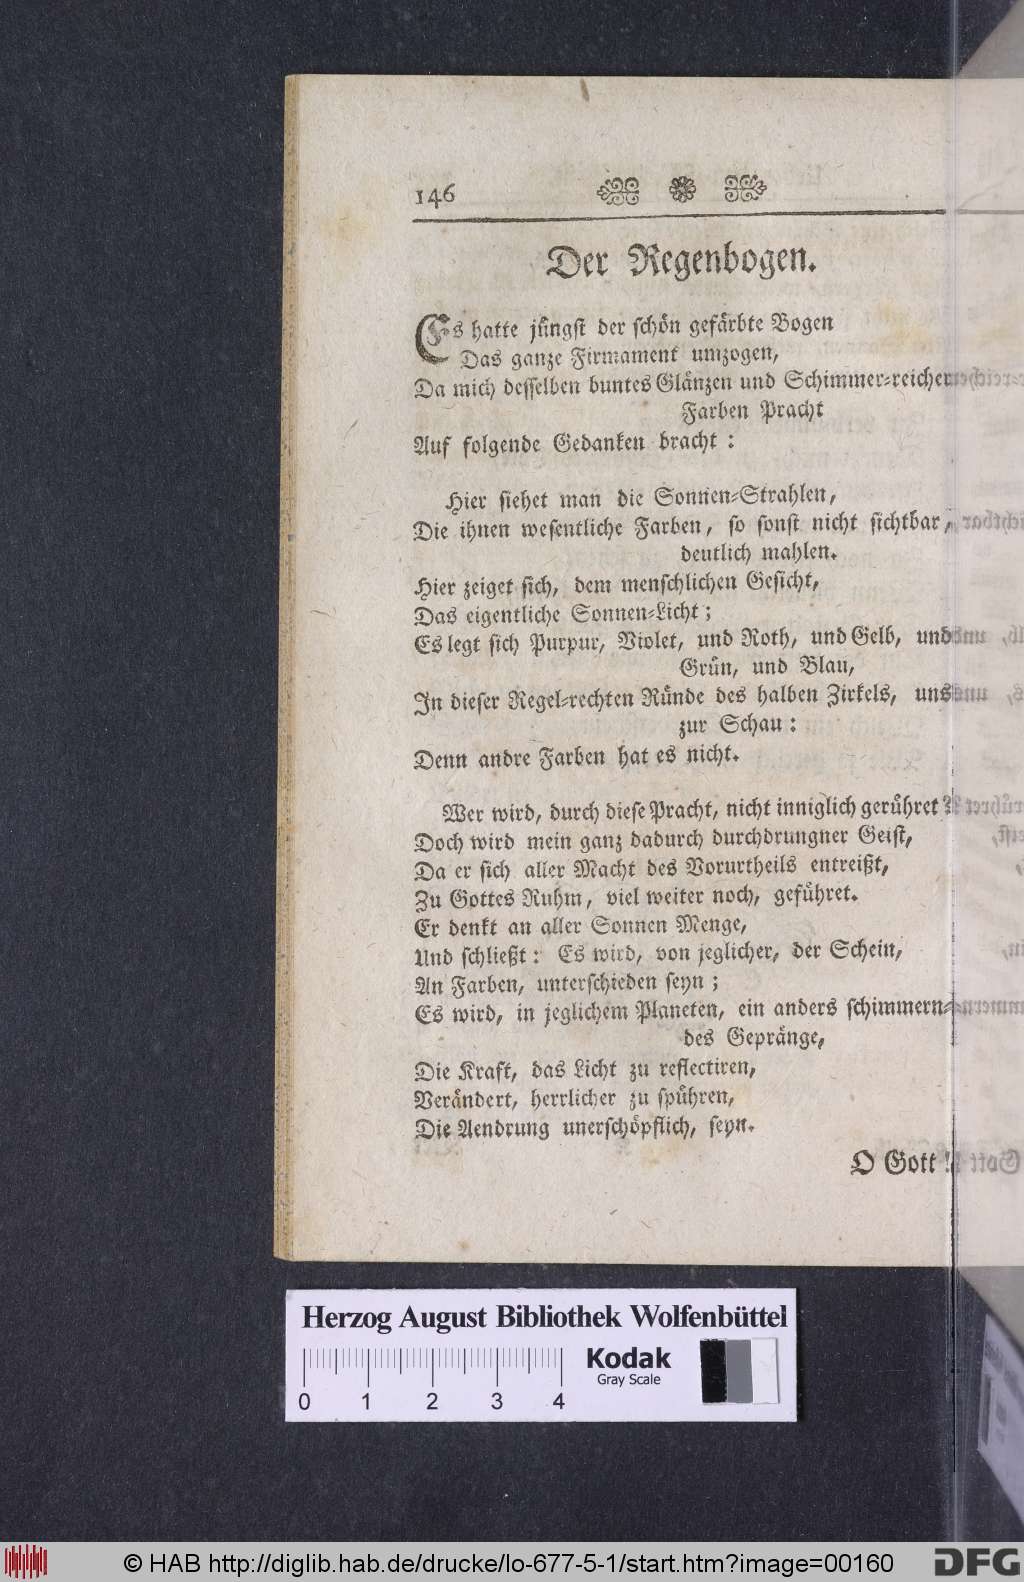 146
Der Regenbogen.
Es hatte jüngst der schön gefärbte Bogen
Das ganze Firmament umzogen,
Da mich desselben buntes Glänzen und Schimmer-reicher
Farben Pracht
Auf folgende Gedanken bracht:
Hier siehet man die Sonnen-Strahlen,
Die ihnen wesentliche Farben, so sonst nicht sichtbar,
deutlich mahlen.
Hier zeiget sich, dem menschlichen Gesicht,
Das eigentliche Sonnen-Licht;
Es legt sich Purpur, Violet, und Roth, und Gelb, und
Grün, und Blau,
In dieser Regel-rechten Ründe des halben Zirkels, uns
zur Schau:
Denn andre Farben hat es nicht.
Wer wird, durch diese Pracht, nicht inniglich gerühret?
Doch wird mein ganz dadurch durchdrungner Geist,
Da er sich aller Macht des Vorurtheils entreißt,
Zu Gottes Ruhm, viel weiter noch, geführet.
Er denkt an aller Sonnen Menge,
Und schließt: Es wird, von jeglicher, der Schein,
An Farben, unterschieden seyn;
Es wird, in jeglichem Planeten, ein anders schimmern-
des Gepränge,
Die Kraft, das Licht zu reflectiren,
Verändert, herrlicher zu spühren,
Die Aendrung unerschöpflich, seyn.
O Gott!
Herzog August Bibliothek Wolfenbüttel
Kodak
Gray Scale
0 1 2 3 4
© HAB http://diglib.hab.de/drucke/lo-677-5-1/start.htm?image=00160
DFG